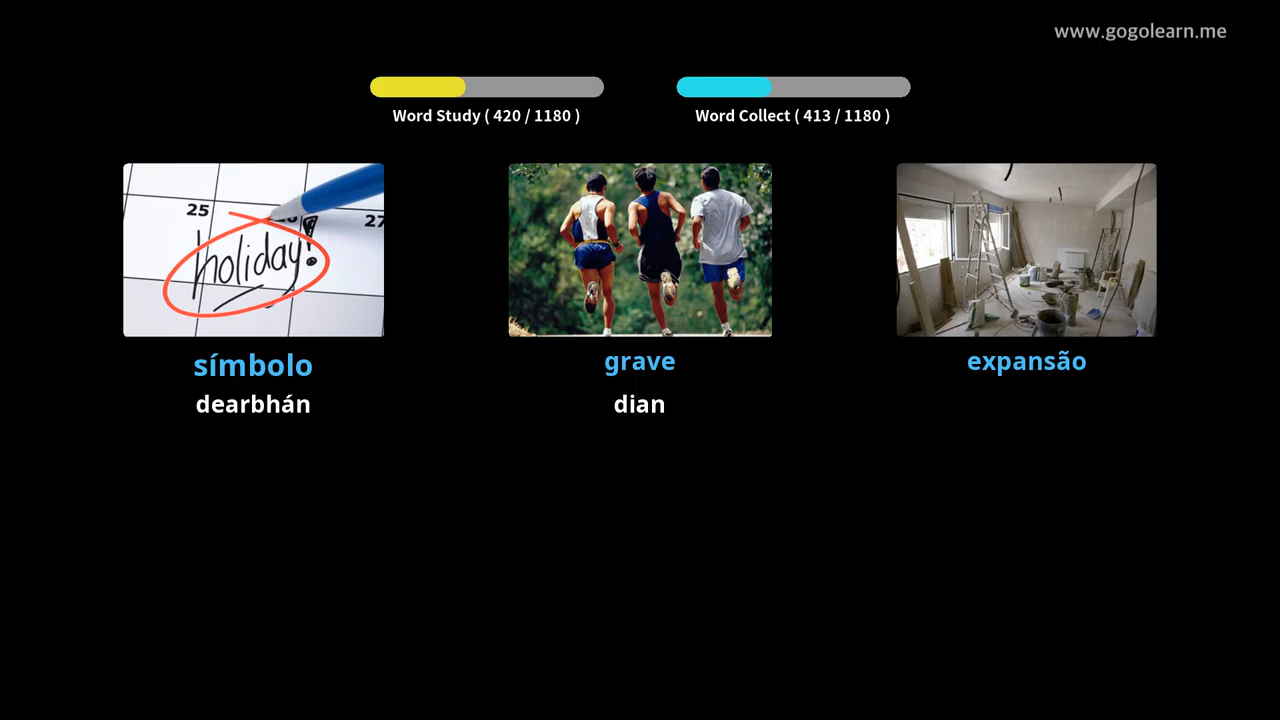 www.gogolearn.me
Word Study ( 420 / 1180 )
Word Collect ( 413 / 1180 )
25
27
holiday!
símbolo
grave
expansão
dearbhán
dian